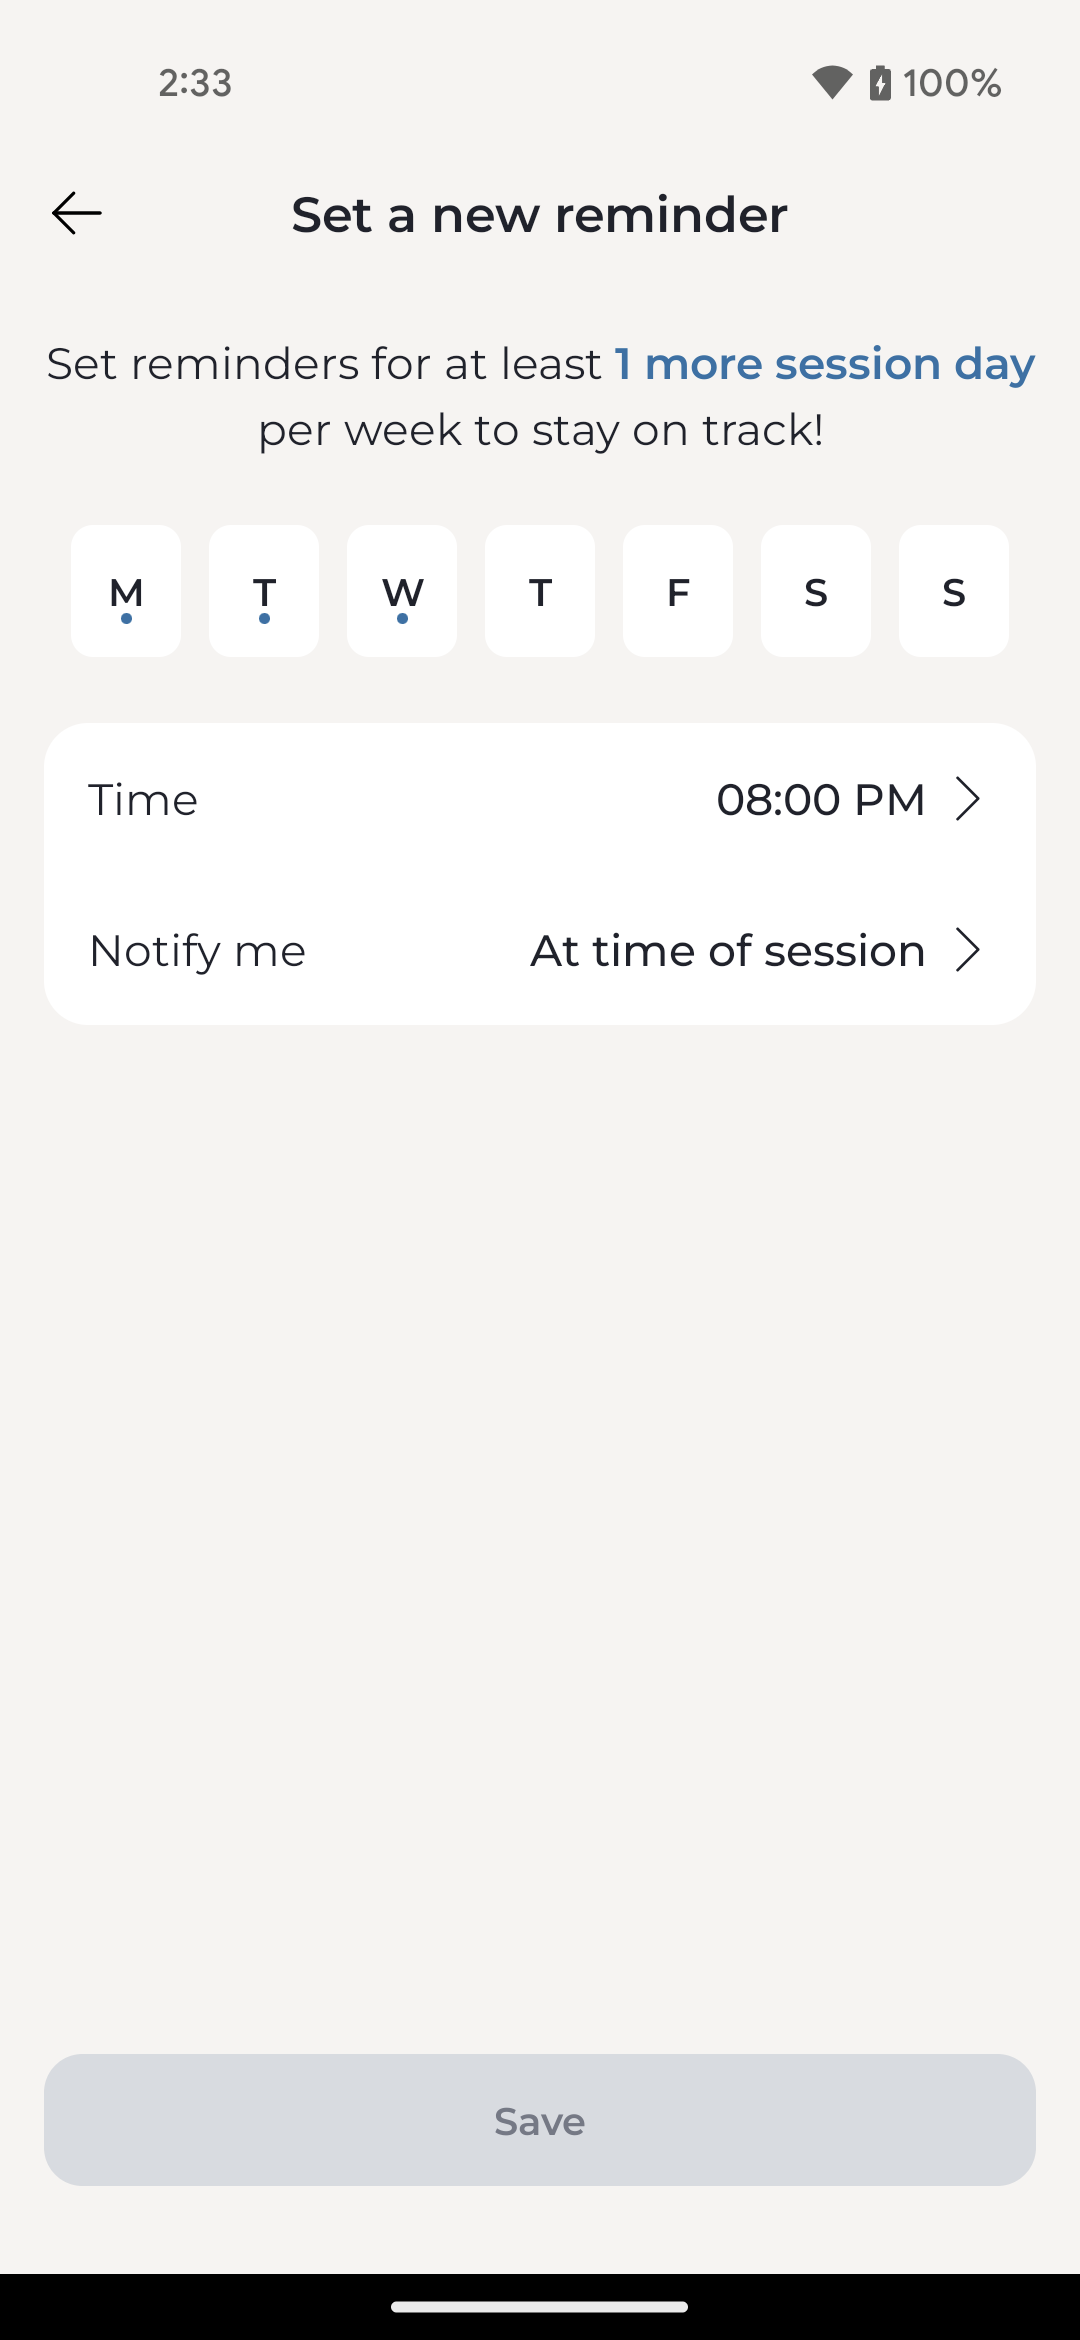 2:33 100%
Set a new reminder
Set reminders for at least 1 more session day
per week to stay on track!
M T W T F S S
Time 08:00 PM
Notify me At time of session
Save